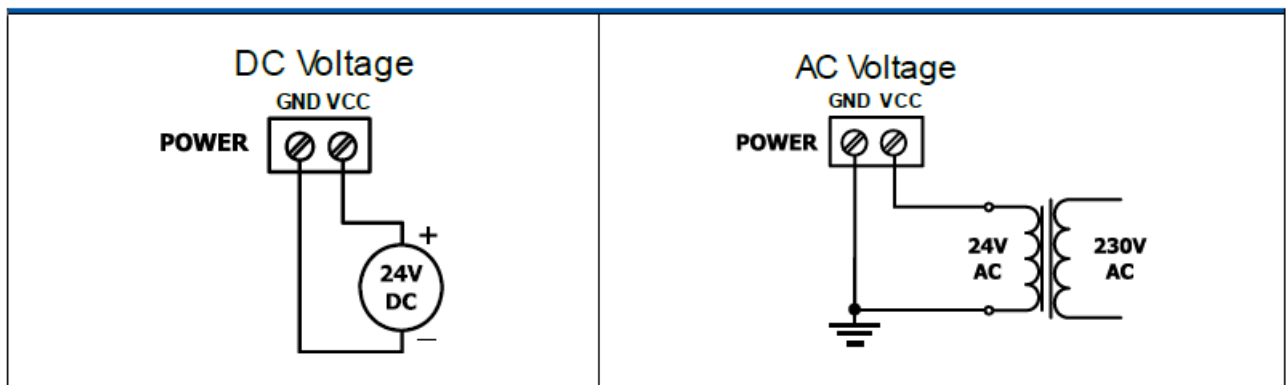 DC Voltage
GND VCC
POWER
+
24V
DC
–
AC Voltage
GND VCC
POWER
24V
AC
230V
AC